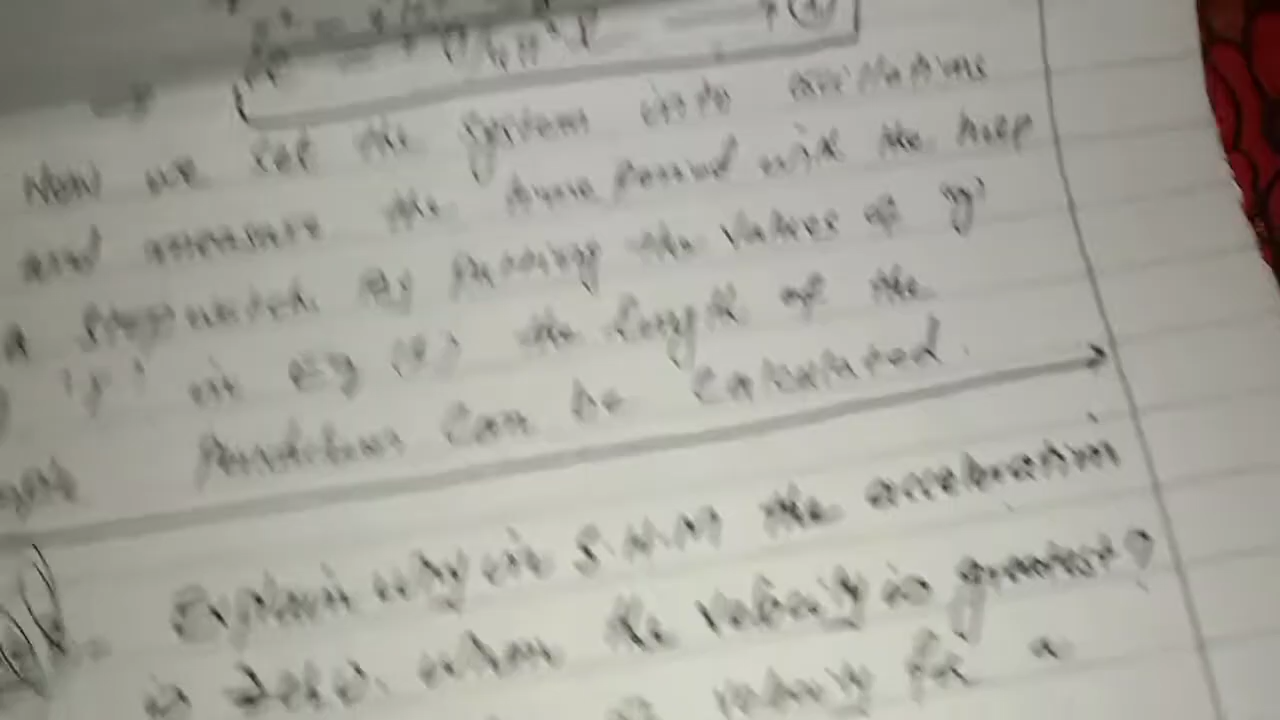 Now we set the system into oscillations
and measure the time period with the help
a stopwatch. By putting the values of 'g'
'T' in Eq the length of the
Pendulum can be calculated.
Explain why in S.H.M the acceleration
is zero. when the velocity is greatest?
velocity for a